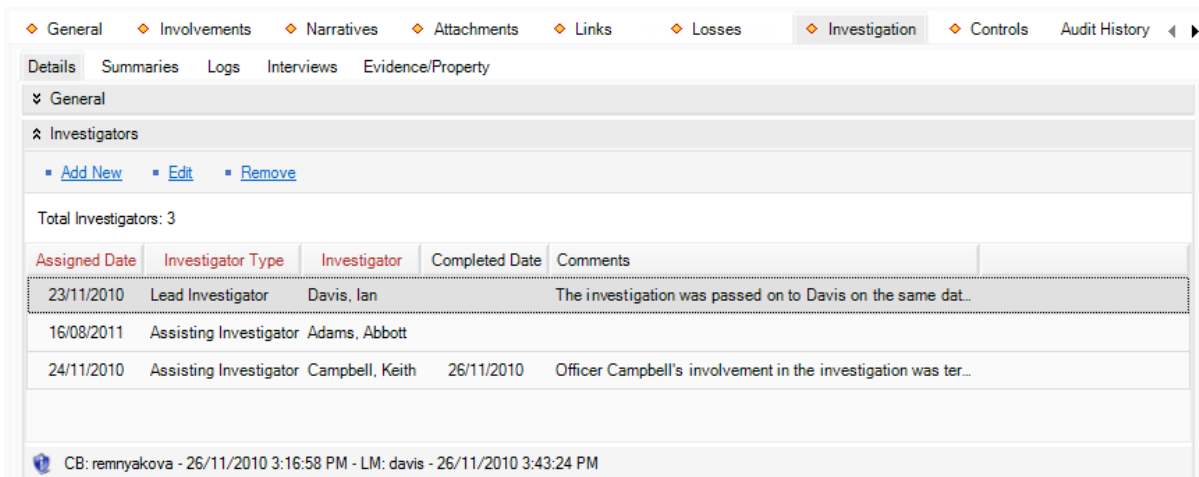 General Involvements Narratives Attachments Links Losses Investigation Controls Audit History
Details Summaries Logs Interviews Evidence/Property
General
Investigators
Add New Edit Remove
Total Investigators: 3
Assigned Date Investigator Type Investigator Completed Date Comments
23/11/2010 Lead Investigator Davis, Ian The investigation was passed on to Davis on the same dat...
16/08/2011 Assisting Investigator Adams, Abbott
24/11/2010 Assisting Investigator Campbell, Keith 26/11/2010 Officer Campbell's involvement in the investigation was ter...
CB: remnyakova - 26/11/2010 3:16:58 PM - LM: davis - 26/11/2010 3:43:24 PM